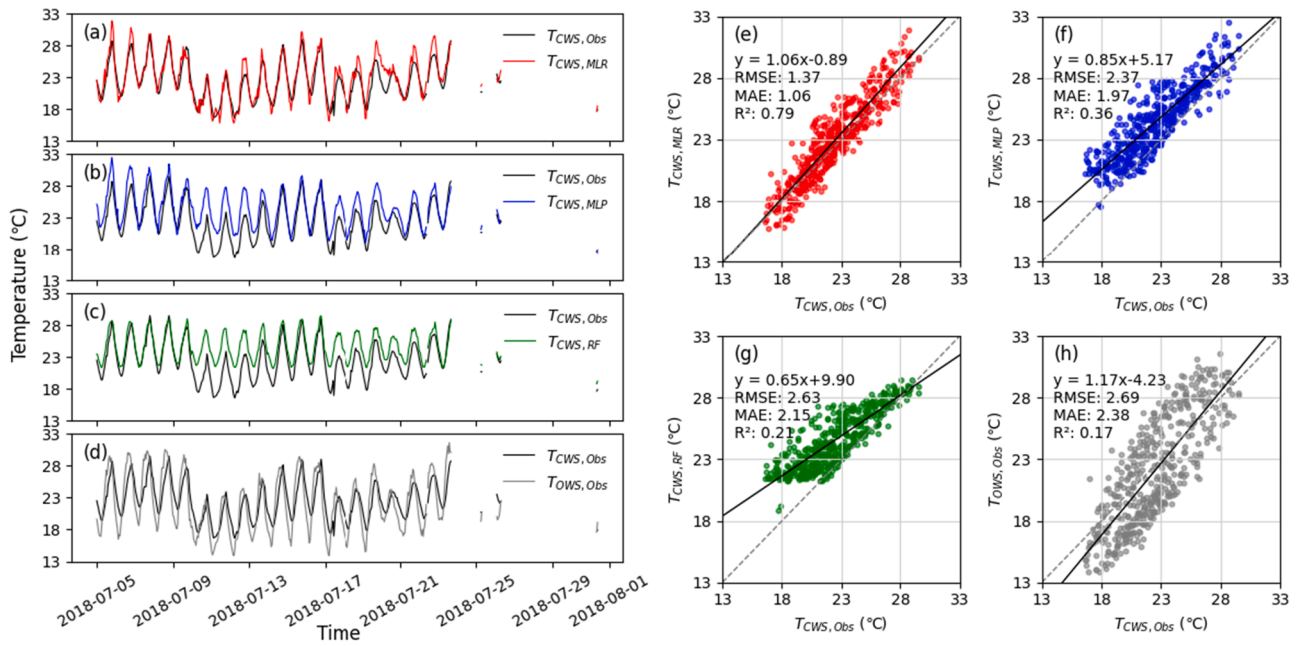 (a)
T_CWS,Obs
T_CWS,MLR
33
28
23
18
13
(b)
T_CWS,Obs
T_CWS,MLP
33
28
23
18
13
(c)
T_CWS,Obs
T_CWS,RF
33
28
23
18
13
(d)
T_CWS,Obs
T_OWS,Obs
33
28
23
18
13
Temperature (°C)
2018-07-05
2018-07-09
2018-07-13
2018-07-17
2018-07-21
2018-07-25
2018-07-29
2018-08-01
Time
(e)
y = 1.06x-0.89
RMSE: 1.37
MAE: 1.06
R²: 0.79
33
28
23
18
13
T_CWS,MLR (°C)
13 18 23 28 33
T_CWS,Obs (°C)
(f)
y = 0.85x+5.17
RMSE: 2.37
MAE: 1.97
R²: 0.36
33
28
23
18
13
T_CWS,MLP (°C)
13 18 23 28 33
T_CWS,Obs (°C)
(g)
y = 0.65x+9.90
RMSE: 2.63
MAE: 2.15
R²: 0.21
33
28
23
18
13
T_CWS,RF (°C)
13 18 23 28 33
T_CWS,Obs (°C)
(h)
y = 1.17x-4.23
RMSE: 2.69
MAE: 2.38
R²: 0.17
33
28
23
18
13
T_OWS,Obs (°C)
13 18 23 28 33
T_CWS,Obs (°C)